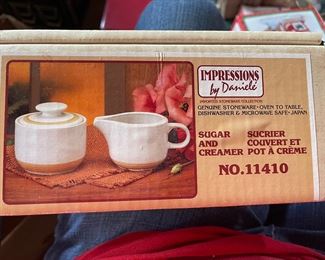 IMPRESSIONS
by Danielé
IMPORTED STONEWARE COLLECTION
GENUINE STONEWARE-OVEN TO TABLE,
DISHWASHER & MICROWAVE SAFE-JAPAN
SUGAR
AND
CREAMER
SUCRIER
COUVERT ET
POT À CRÈME
NO.11410